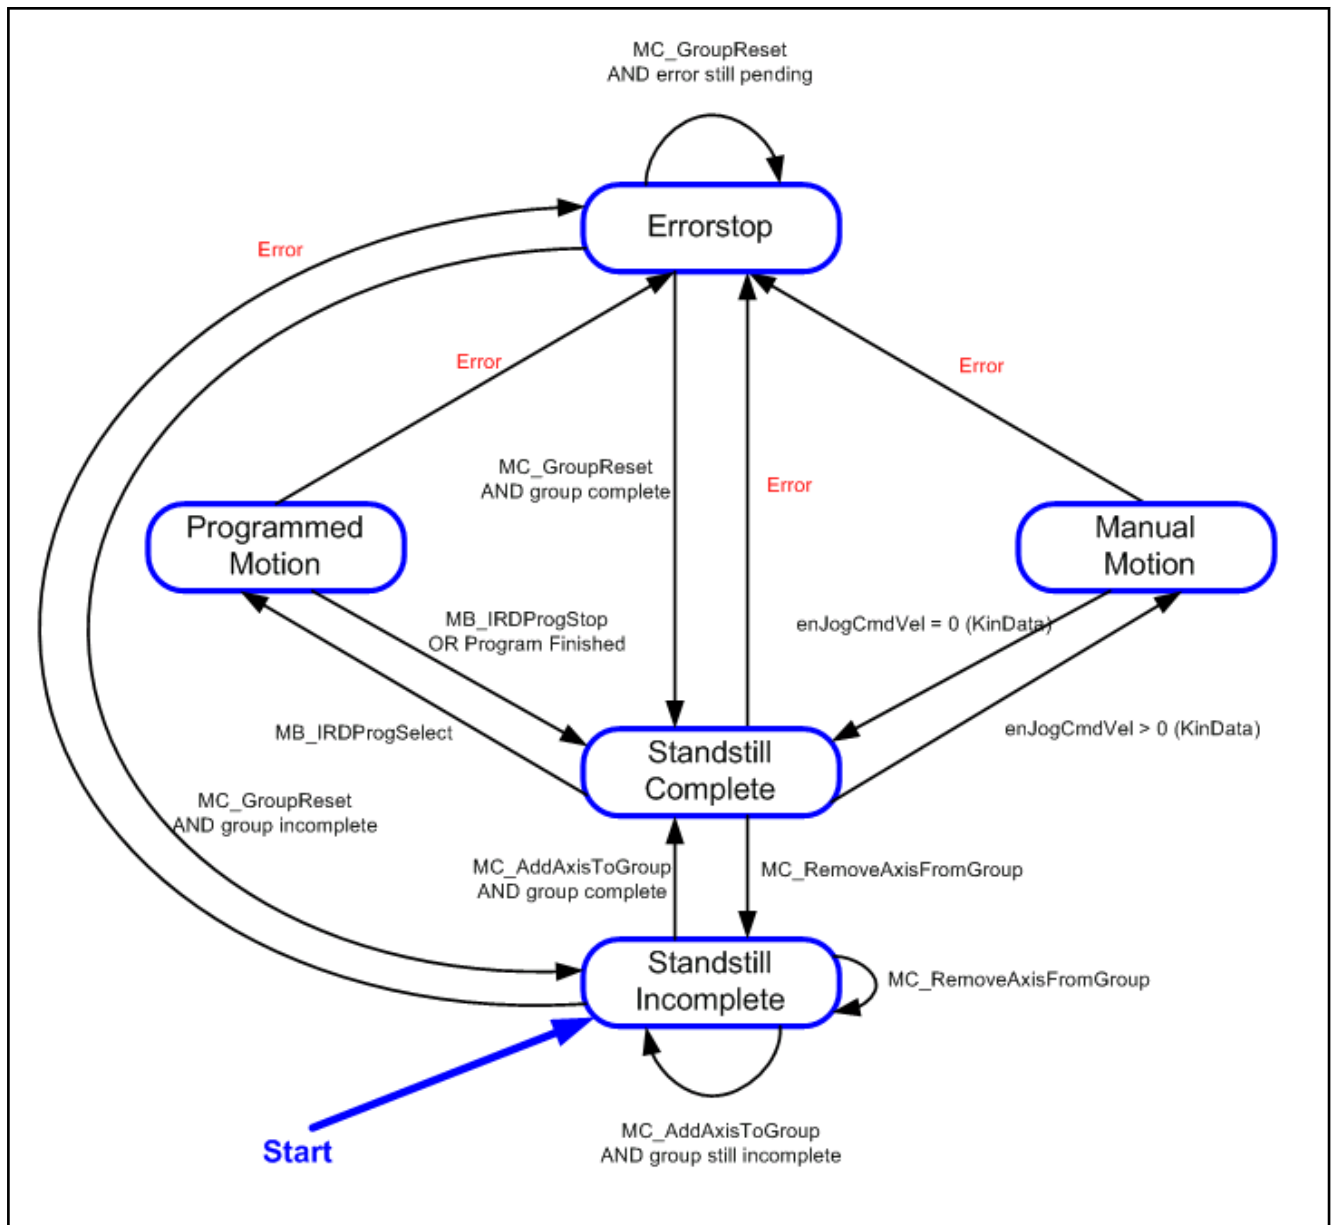 MC_GroupReset
AND error still pending
Errorstop
Error
Error
Error
MC_GroupReset
AND group complete
Error
Programmed
Motion
Manual
Motion
MB_IRDProgStop
OR Program Finished
enJogCmdVel = 0 (KinData)
MB_IRDProgSelect
enJogCmdVel > 0 (KinData)
Standstill
Complete
MC_GroupReset
AND group incomplete
MC_AddAxisToGroup
AND group complete
MC_RemoveAxisFromGroup
Standstill
Incomplete
MC_RemoveAxisFromGroup
Start
MC_AddAxisToGroup
AND group still incomplete